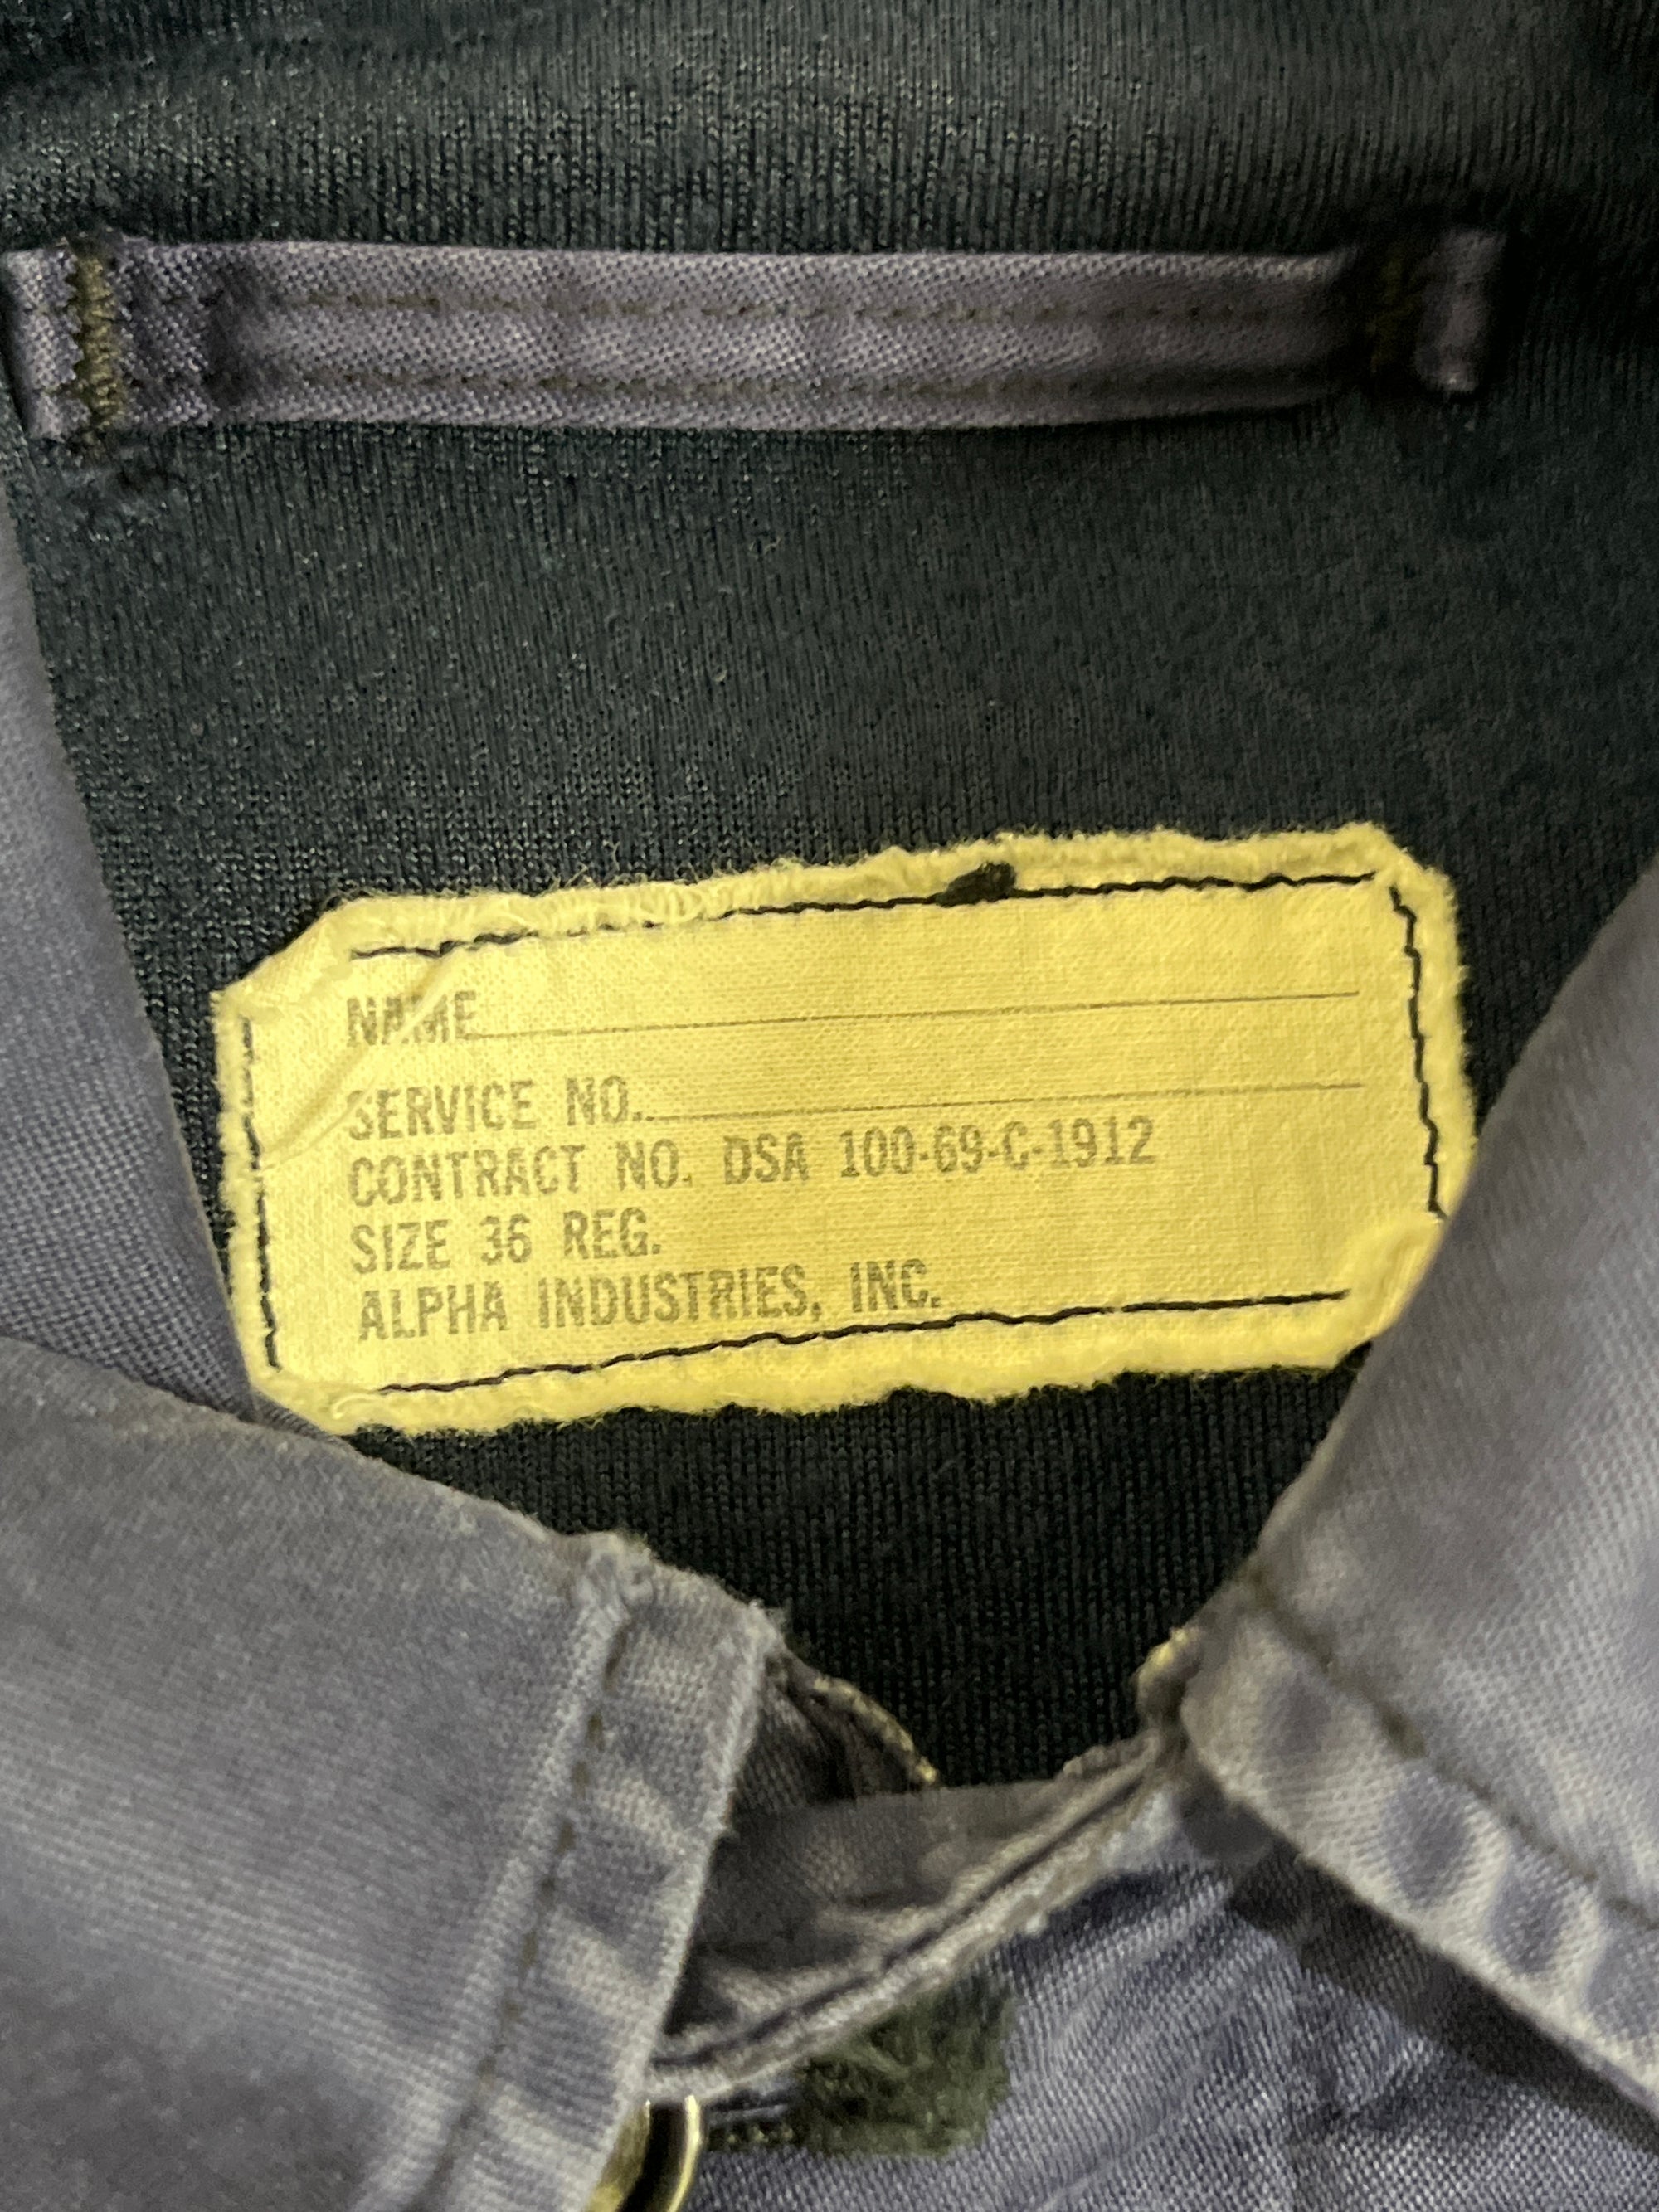 NAME
SERVICE NO.
CONTRACT NO. DSA 100-69-C-1912
SIZE 36 REG.
ALPHA INDUSTRIES, INC.